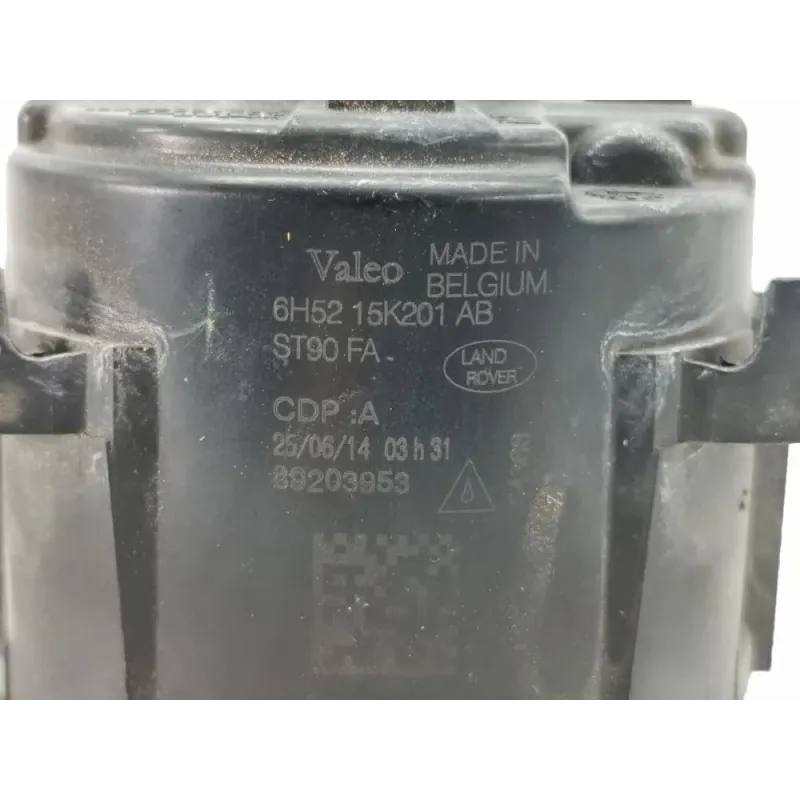 Valeo MADE IN
BELGIUM
6H52 15K201 AB
ST90 FA
LAND
ROVER
CDP :A
25/06/14 03 h 31
89203953